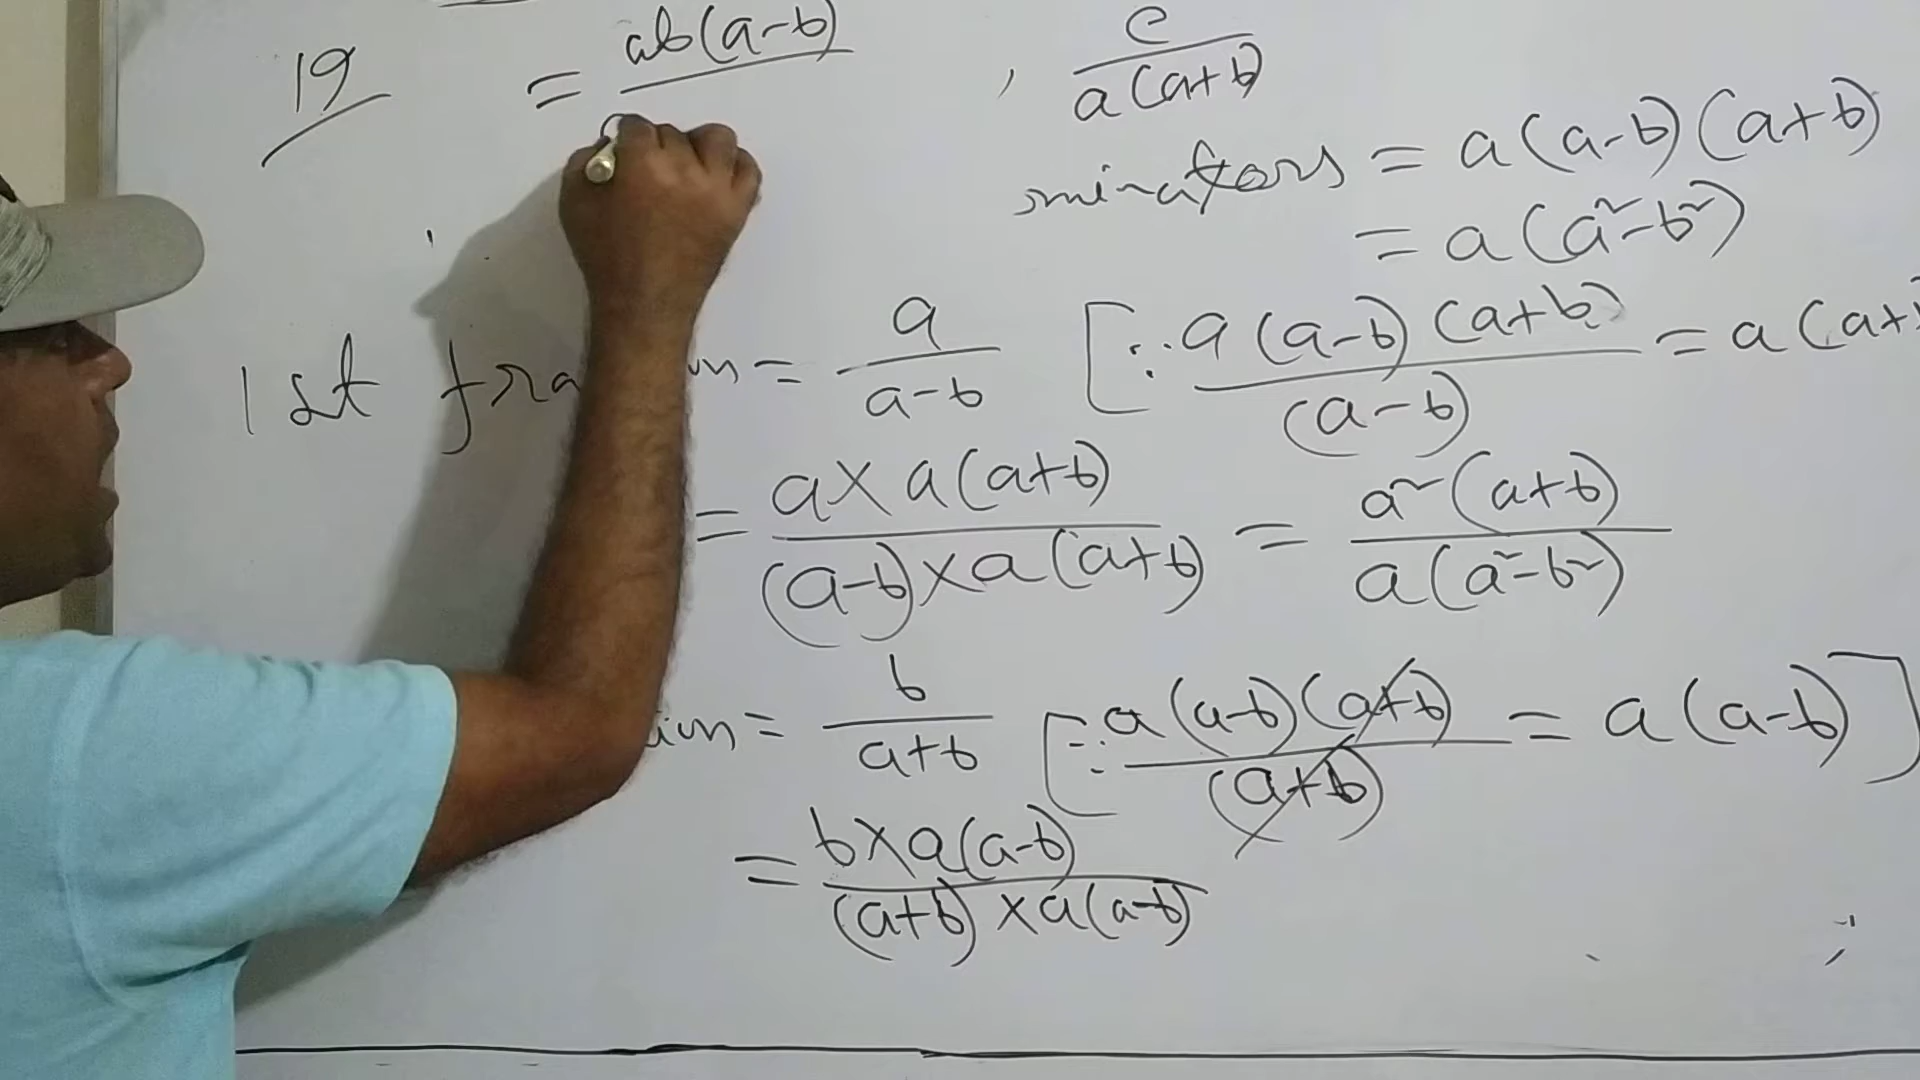 19 = ab(a-b)/ , c/a(a+b)
minators = a(a-b)(a+b)
= a(a²-b²)
1st fra = a/(a-b) [∵ a(a-b)(a+b)/(a-b) = a(a+
= a×a(a+b)/(a-b)×a(a+b) = a²(a+b)/a(a²-b²)
= b/(a+b) [∵ a(a-b)(a+b)/(a+b) = a(a-b)]
= b×a(a-b)/(a+b)×a(a-b)